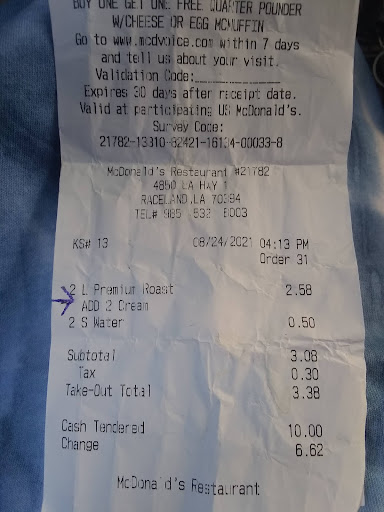 BUY ONE GET ONE FREE QUARTER POUNDER
W/CHEESE OR EGG MCMUFFIN
Go to www.mcdvoice.com within 7 days
and tell us about your visit.
Validation Code:
Expires 30 days after receipt date.
Valid at participating US McDonald's.
Survey Code:
21782-13310-82421-16134-00033-8
McDonald's Restaurant #21782
4850 LA HWY 1
RACELAND,LA 70394
TEL# 985 532 8003
KS# 13 08/24/2021 04:13 PM
Order 31
2 L Premium Roast 2.58
ADD 2 Cream
2 S Water 0.50
Subtotal 3.08
Tax 0.30
Take-Out Total 3.38
Cash Tendered 10.00
Change 6.62
McDonald's Restaurant